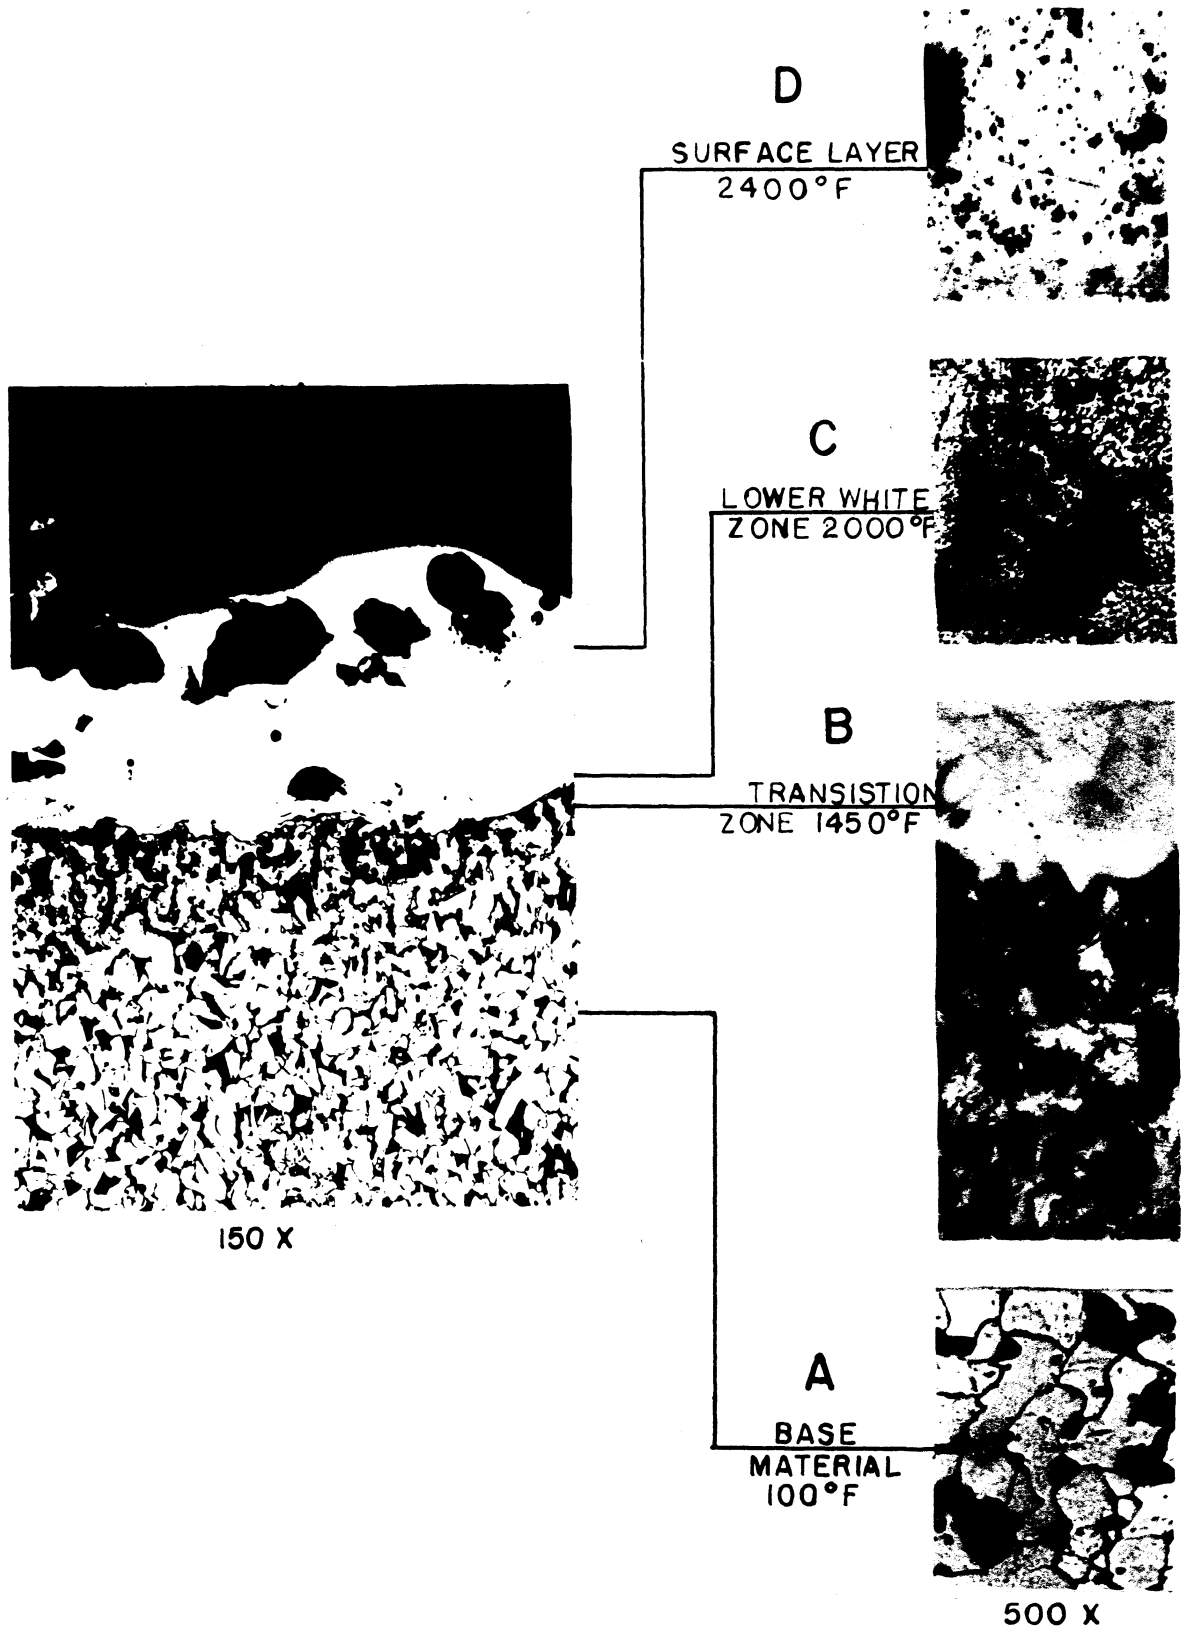 D
SURFACE LAYER
2400°F
C
LOWER WHITE
ZONE 2000°F
B
TRANSISTION
ZONE 1450°F
150 X
A
BASE
MATERIAL
100°F
500 X